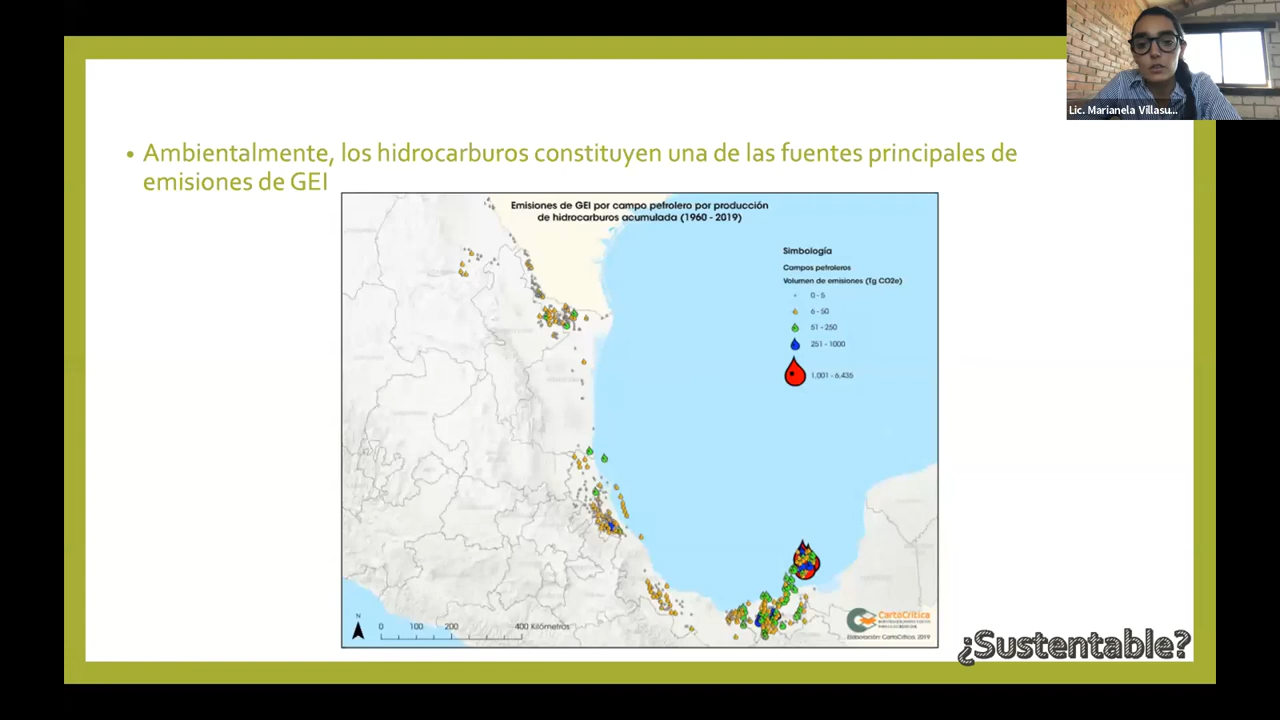 Lic. Marianela Villasu...
• Ambientalmente, los hidrocarburos constituyen una de las fuentes principales de
emisiones de GEI
Emisiones de GEI por campo petrolero por producción
de hidrocarburos acumulada (1960 - 2019)
Simbología
Campos petroleros
Volumen de emisiones (Tg CO2e)
0 - 5
6 - 50
51 - 250
251 - 1000
1,001 - 6,435
N
0 100 200 400 Kilómetros
CartoCrítica
Elaboración: CartoCrítica, 2019
¿Sustentable?